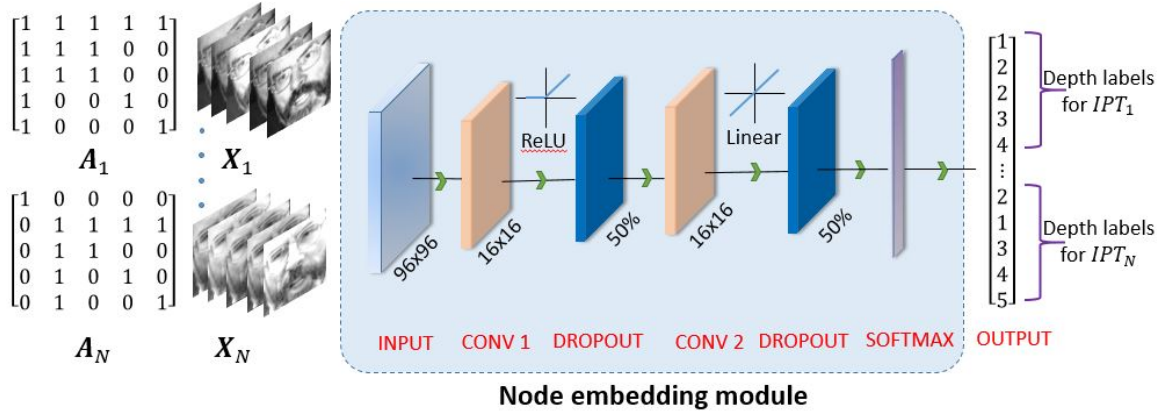 1 1 1 1 1
1 1 1 0 0
1 1 1 0 0
1 0 0 1 0
1 0 0 0 1
A₁
X₁
1 0 0 0 0
0 1 1 1 1
0 1 1 0 0
0 1 0 1 0
0 1 0 0 1
A_N
X_N
ReLU
Linear
96x96
16x16
50%
16x16
50%
INPUT
CONV 1
DROPOUT
CONV 2
DROPOUT
SOFTMAX
OUTPUT
Node embedding module
1
2
2
3
4
⋮
2
1
3
4
5
Depth labels
for IPT₁
Depth labels
for IPT_N